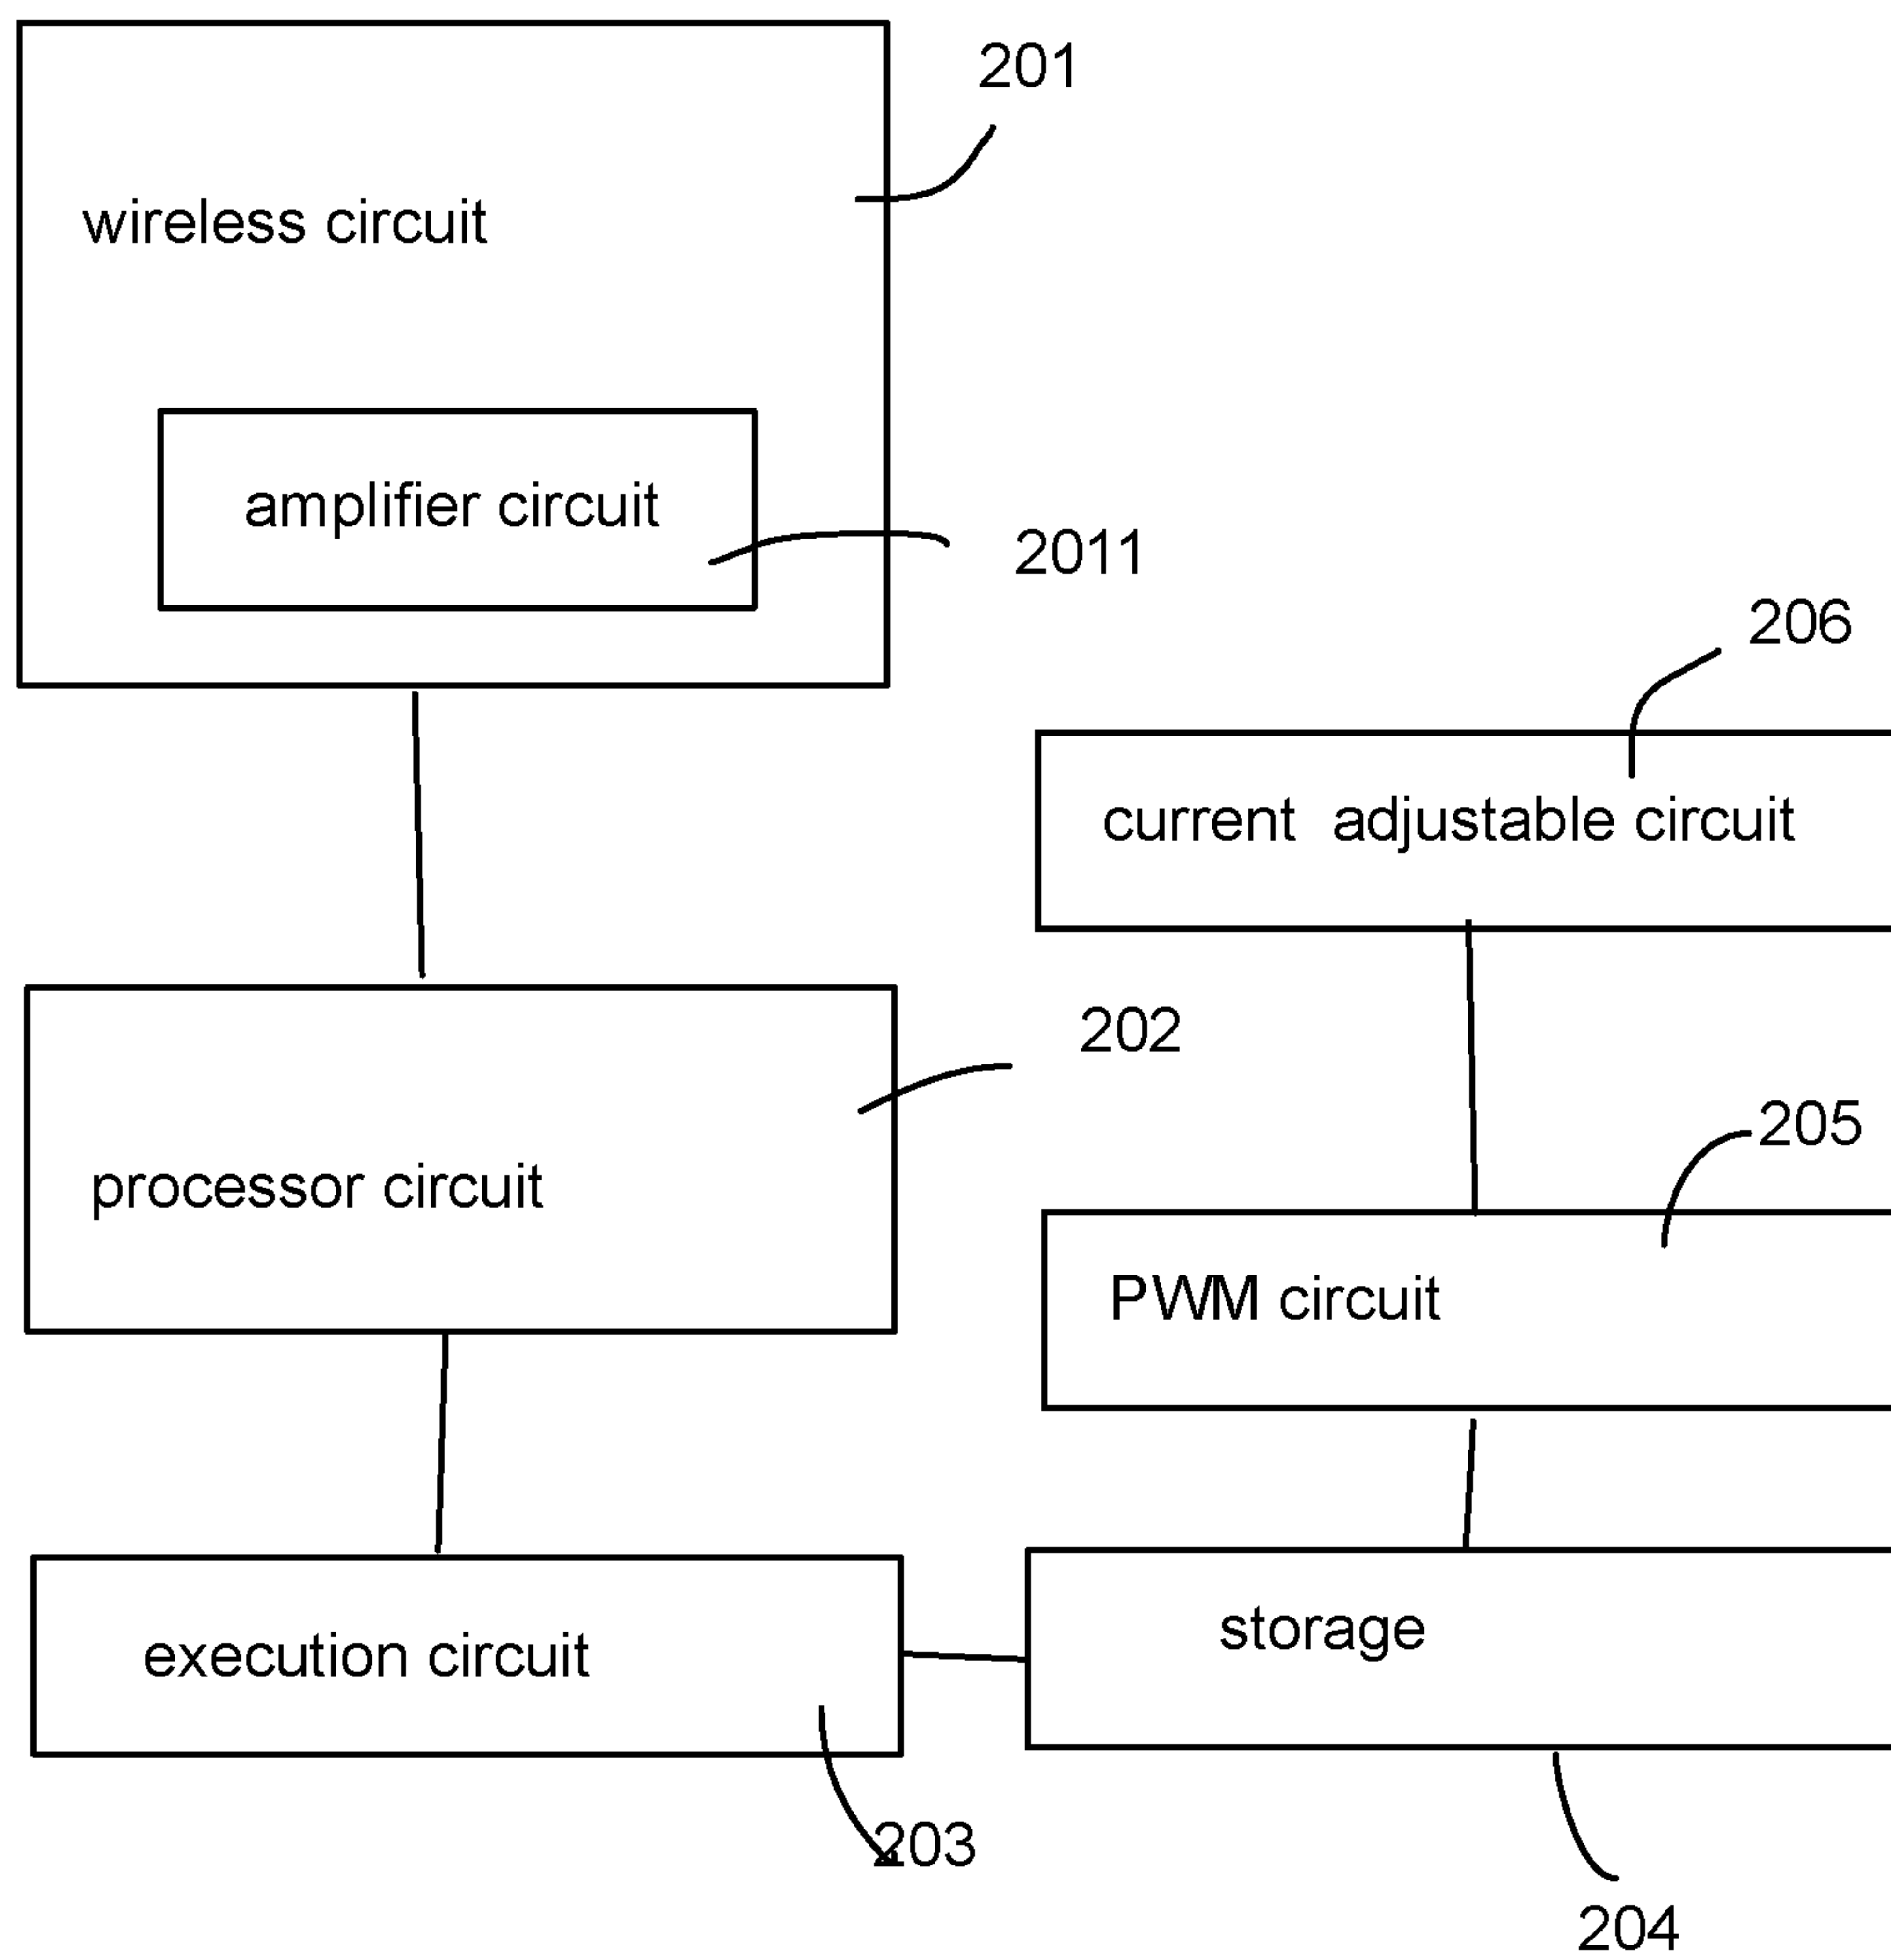 201
wireless circuit
amplifier circuit
2011
206
current  adjustable circuit
202
205
processor circuit
PWM circuit
storage
execution circuit
203
204